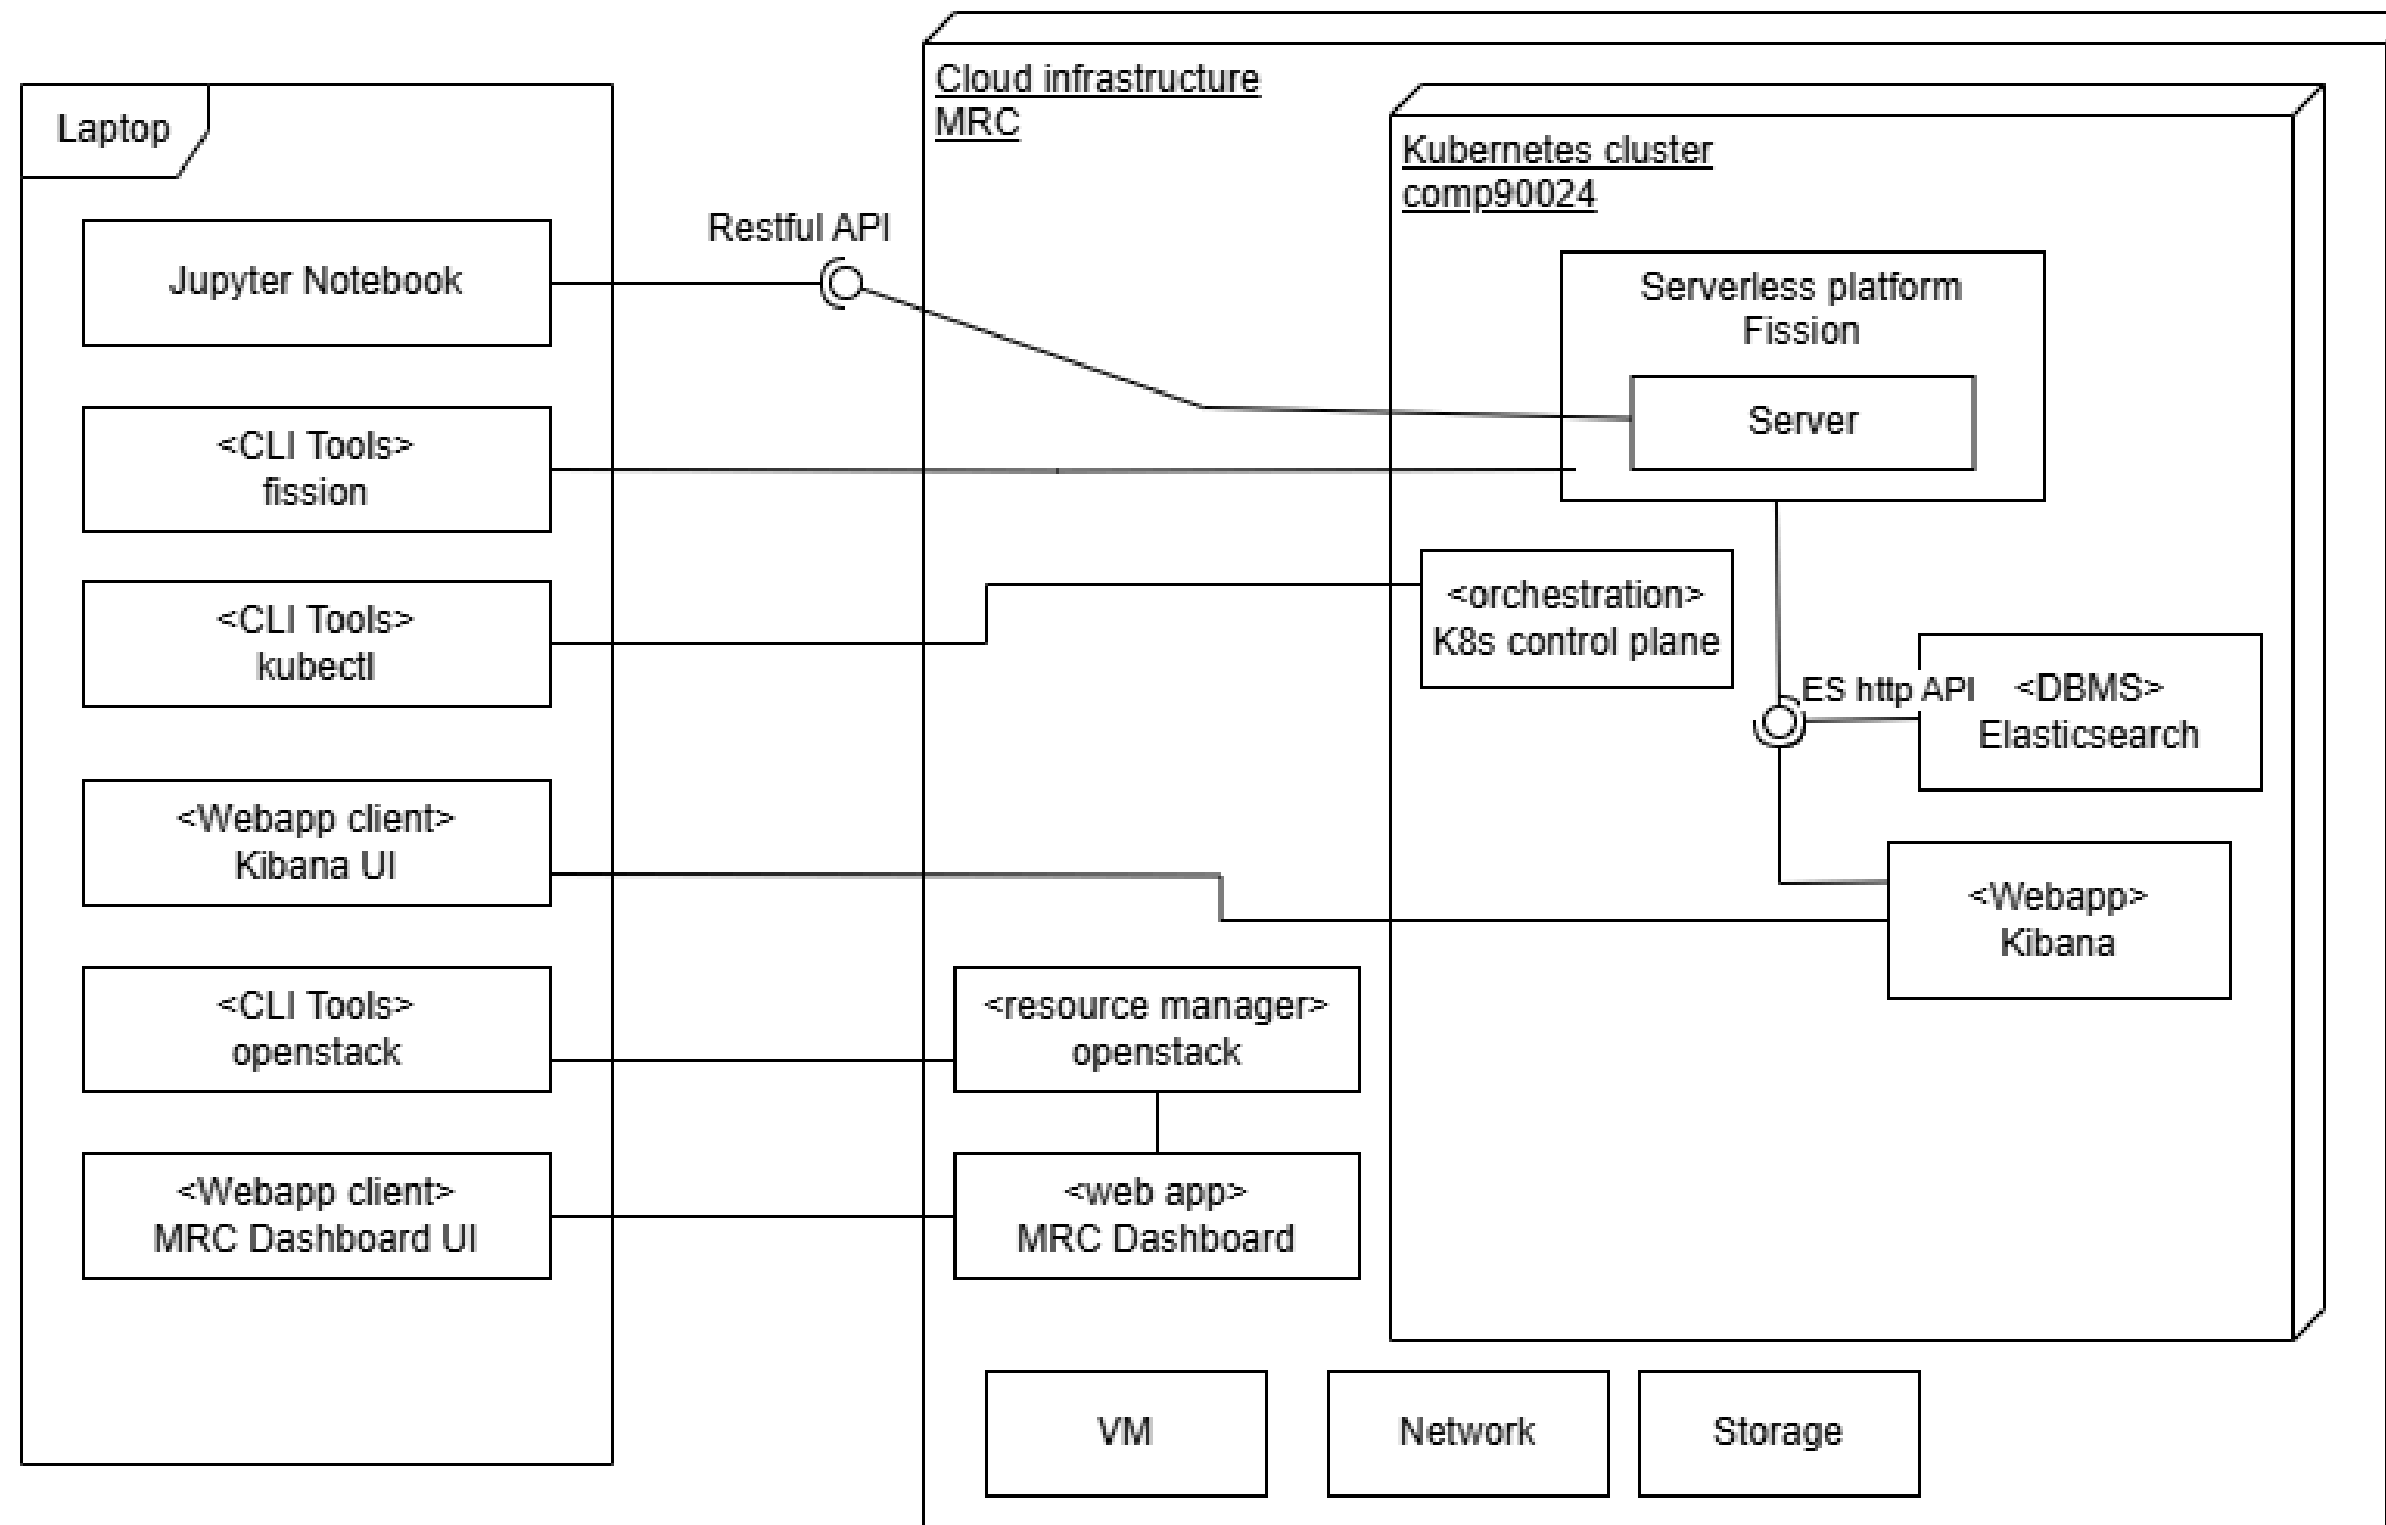 Cloud infrastructure
MRC
Laptop
Kubernetes cluster
comp90024
Restful API
Jupyter Notebook
Serverless platform
Fission
Server
<CLI Tools>
fission
<orchestration>
K8s control plane
<CLI Tools>
kubectl
ES http API
<DBMS>
Elasticsearch
<Webapp client>
Kibana UI
<Webapp>
Kibana
<CLI Tools>
openstack
<resource manager>
openstack
<Webapp client>
MRC Dashboard UI
<web app>
MRC Dashboard
VM
Network
Storage